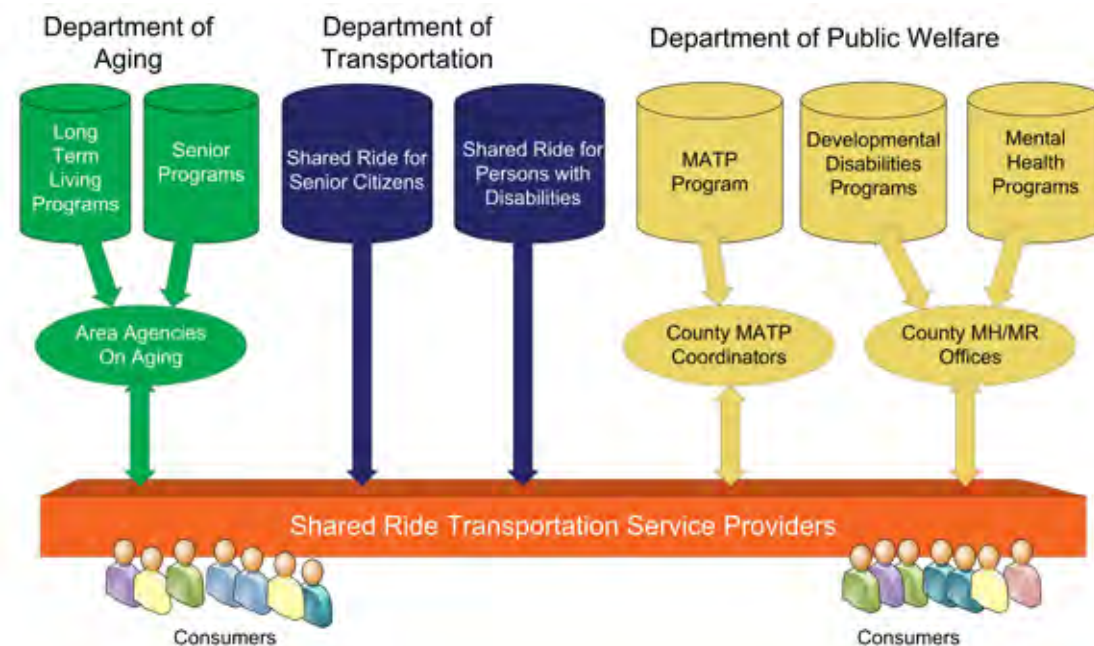 Department of
Aging
Department of
Transportation
Department of Public Welfare
Long
Term
Living
Programs
Senior
Programs
Shared Ride for
Senior Citizens
Shared Ride for
Persons with
Disabilities
MATP
Program
Developmental
Disabilities
Programs
Mental
Health
Programs
Area Agencies
On Aging
County MATP
Coordinators
County MH/MR
Offices
Shared Ride Transportation Service Providers
Consumers
Consumers